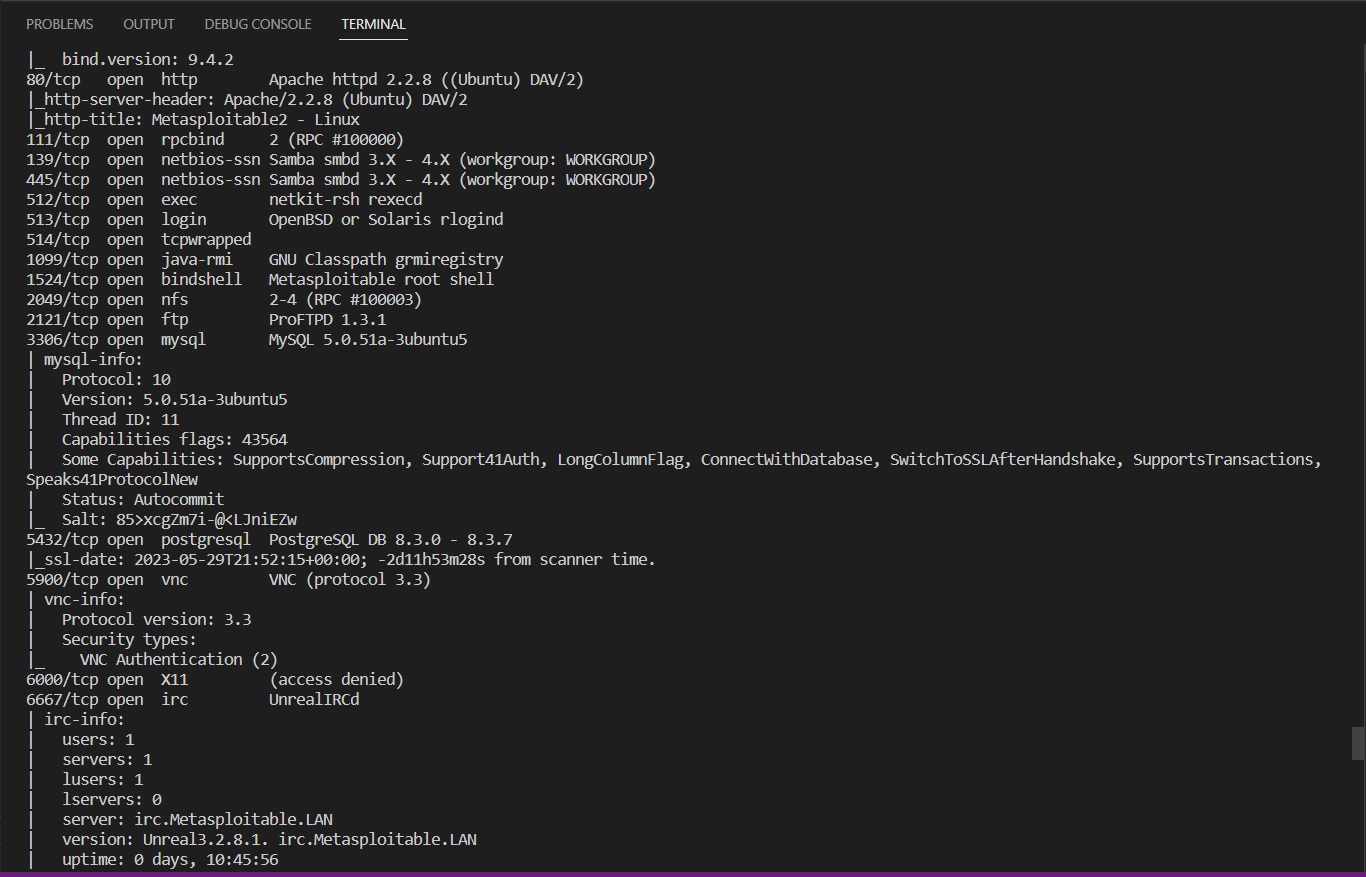 PROBLEMS OUTPUT DEBUG CONSOLE TERMINAL
|_  bind.version: 9.4.2
80/tcp   open  http        Apache httpd 2.2.8 ((Ubuntu) DAV/2)
|_http-server-header: Apache/2.2.8 (Ubuntu) DAV/2
|_http-title: Metasploitable2 - Linux
111/tcp  open  rpcbind     2 (RPC #100000)
139/tcp  open  netbios-ssn Samba smbd 3.X - 4.X (workgroup: WORKGROUP)
445/tcp  open  netbios-ssn Samba smbd 3.X - 4.X (workgroup: WORKGROUP)
512/tcp  open  exec        netkit-rsh rexecd
513/tcp  open  login       OpenBSD or Solaris rlogind
514/tcp  open  tcpwrapped
1099/tcp open  java-rmi    GNU Classpath grmiregistry
1524/tcp open  bindshell   Metasploitable root shell
2049/tcp open  nfs         2-4 (RPC #100003)
2121/tcp open  ftp         ProFTPD 1.3.1
3306/tcp open  mysql       MySQL 5.0.51a-3ubuntu5
| mysql-info:
|   Protocol: 10
|   Version: 5.0.51a-3ubuntu5
|   Thread ID: 11
|   Capabilities flags: 43564
|   Some Capabilities: SupportsCompression, Support41Auth, LongColumnFlag, ConnectWithDatabase, SwitchToSSLAfterHandshake, SupportsTransactions,
Speaks41ProtocolNew
|   Status: Autocommit
|_  Salt: 85>xcgZm7i-@<LJniEZw
5432/tcp open  postgresql  PostgreSQL DB 8.3.0 - 8.3.7
|_ssl-date: 2023-05-29T21:52:15+00:00; -2d11h53m28s from scanner time.
5900/tcp open  vnc         VNC (protocol 3.3)
| vnc-info:
|   Protocol version: 3.3
|   Security types:
|_    VNC Authentication (2)
6000/tcp open  X11         (access denied)
6667/tcp open  irc         UnrealIRCd
| irc-info:
|   users: 1
|   servers: 1
|   lusers: 1
|   lservers: 0
|   server: irc.Metasploitable.LAN
|   version: Unreal3.2.8.1. irc.Metasploitable.LAN
|   uptime: 0 days, 10:45:56